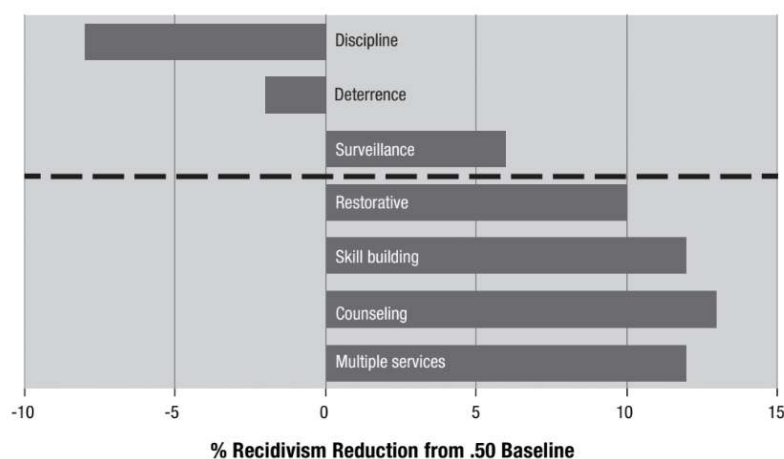 Discipline
Deterrence
Surveillance
Restorative
Skill building
Counseling
Multiple services
-10 -5 0 5 10 15
% Recidivism Reduction from .50 Baseline